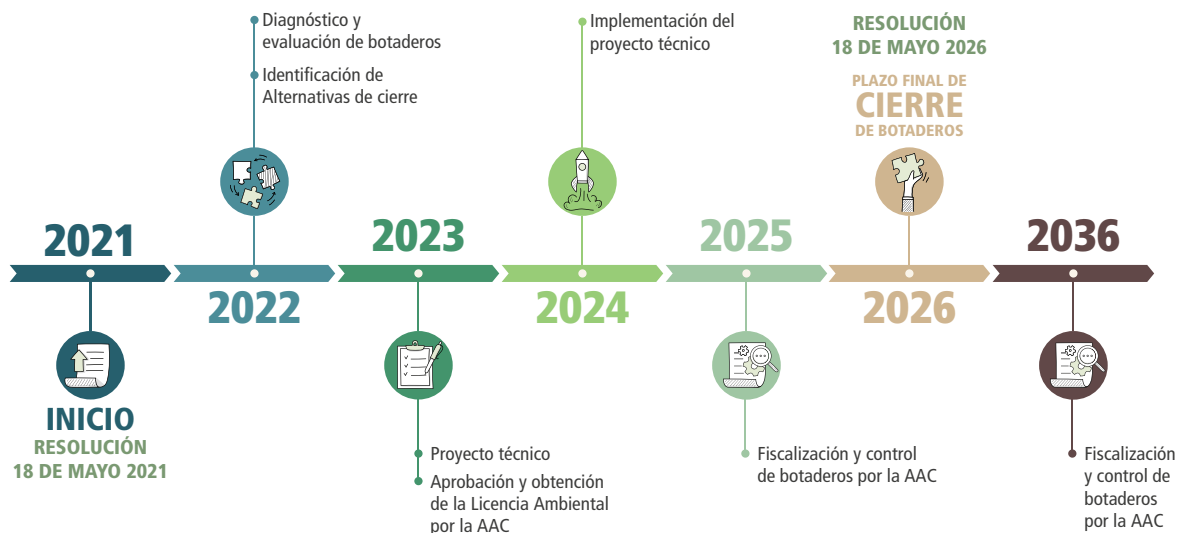 2021
INICIO
RESOLUCIÓN
18 DE MAYO 2021
Diagnóstico y
evaluación de botaderos
Identificación de
Alternativas de cierre
2022
2023
Proyecto técnico
Aprobación y obtención
de la Licencia Ambiental
por la AAC
Implementación del
proyecto técnico
2024
2025
Fiscalización y control
de botaderos por la AAC
RESOLUCIÓN
18 DE MAYO 2026
PLAZO FINAL DE
CIERRE
DE BOTADEROS
2026
2036
Fiscalización
y control de
botaderos
por la AAC